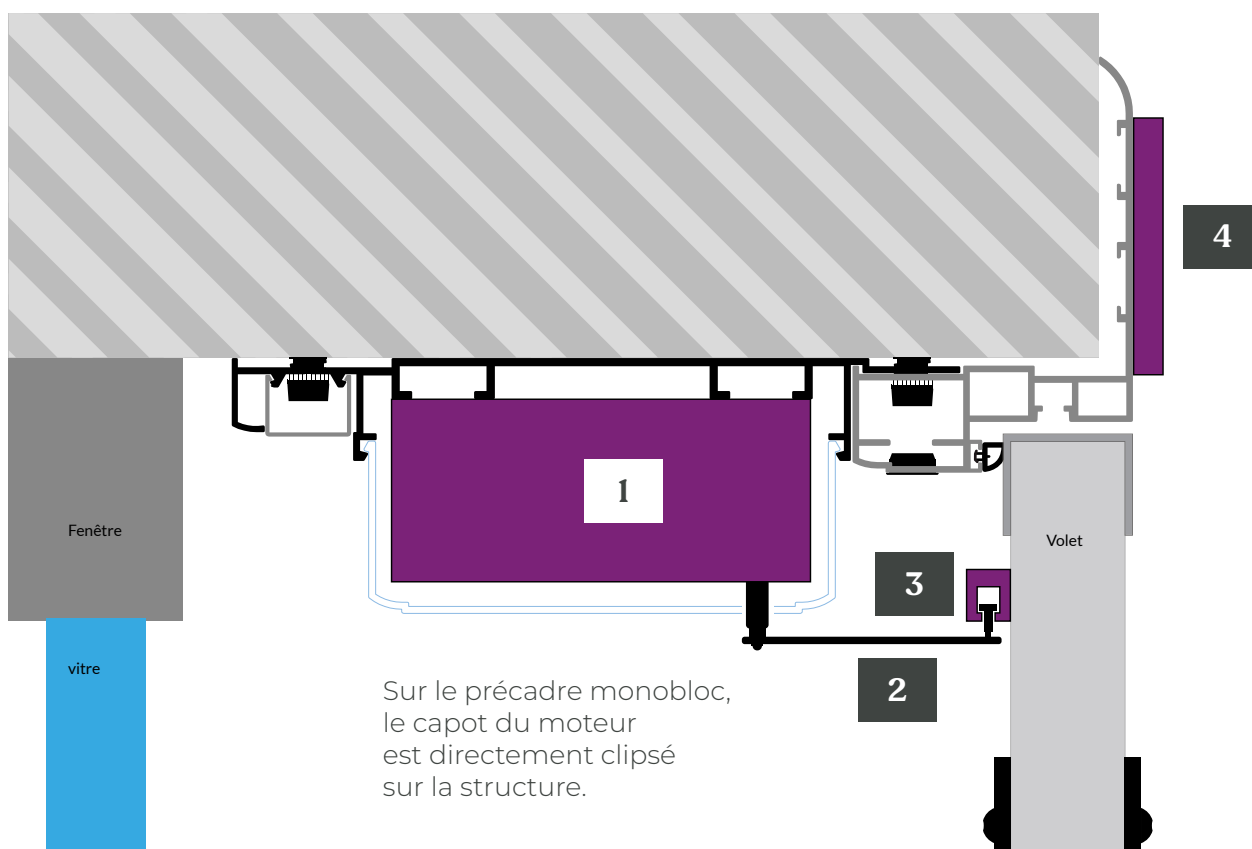 4
1
Fenêtre
Volet
3
vitre
2
Sur le précadre monobloc,
le capot du moteur
est directement clipsé
sur la structure.